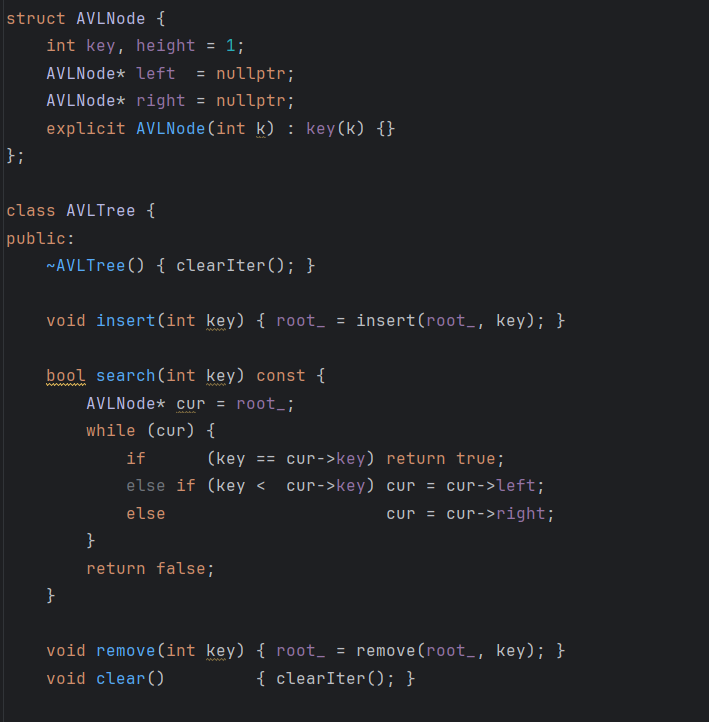 struct AVLNode {
    int key, height = 1;
    AVLNode* left  = nullptr;
    AVLNode* right = nullptr;
    explicit AVLNode(int k) : key(k) {}
};

class AVLTree {
public:
    ~AVLTree() { clearIter(); }

    void insert(int key) { root_ = insert(root_, key); }

    bool search(int key) const {
        AVLNode* cur = root_;
        while (cur) {
            if      (key == cur->key) return true;
            else if (key <  cur->key) cur = cur->left;
            else                      cur = cur->right;
        }
        return false;
    }

    void remove(int key) { root_ = remove(root_, key); }
    void clear()         { clearIter(); }